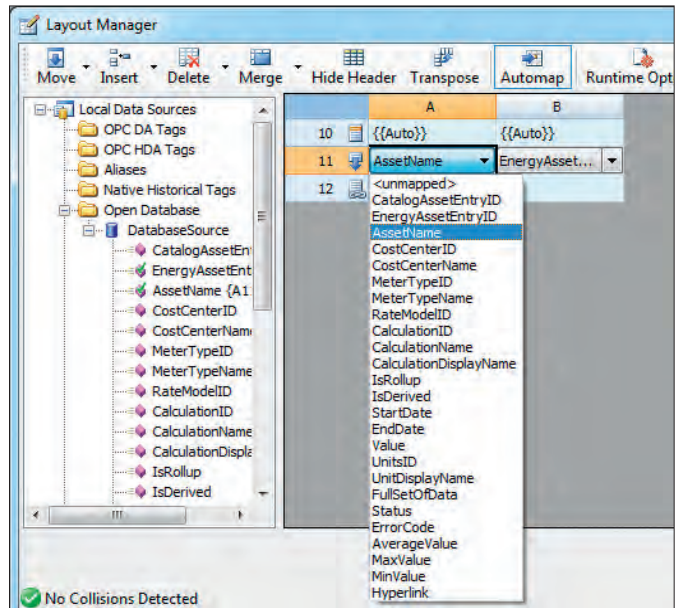 Layout Manager
Move Insert Delete Merge Hide Header Transpose Automap Runtime Opt
Local Data Sources
OPC DA Tags
OPC HDA Tags
Aliases
Native Historical Tags
Open Database
DatabaseSource
CatalogAssetEn
EnergyAssetEnt
AssetName {A1
CostCenterID
CostCenterNam
MeterTypeID
MeterTypeName
RateModelID
CalculationID
CalculationName
CalculationDispla
IsRollup
IsDerived
A B
10 {{Auto}} {{Auto}}
11 AssetName EnergyAsset...
12
<unmapped>
CatalogAssetEntryID
EnergyAssetEntryID
AssetName
CostCenterID
CostCenterName
MeterTypeID
MeterTypeName
RateModelID
CalculationID
CalculationName
CalculationDisplayName
IsRollup
IsDerived
StartDate
EndDate
Value
UnitsID
UnitDisplayName
FullSetOfData
Status
ErrorCode
AverageValue
MaxValue
MinValue
Hyperlink
No Collisions Detected